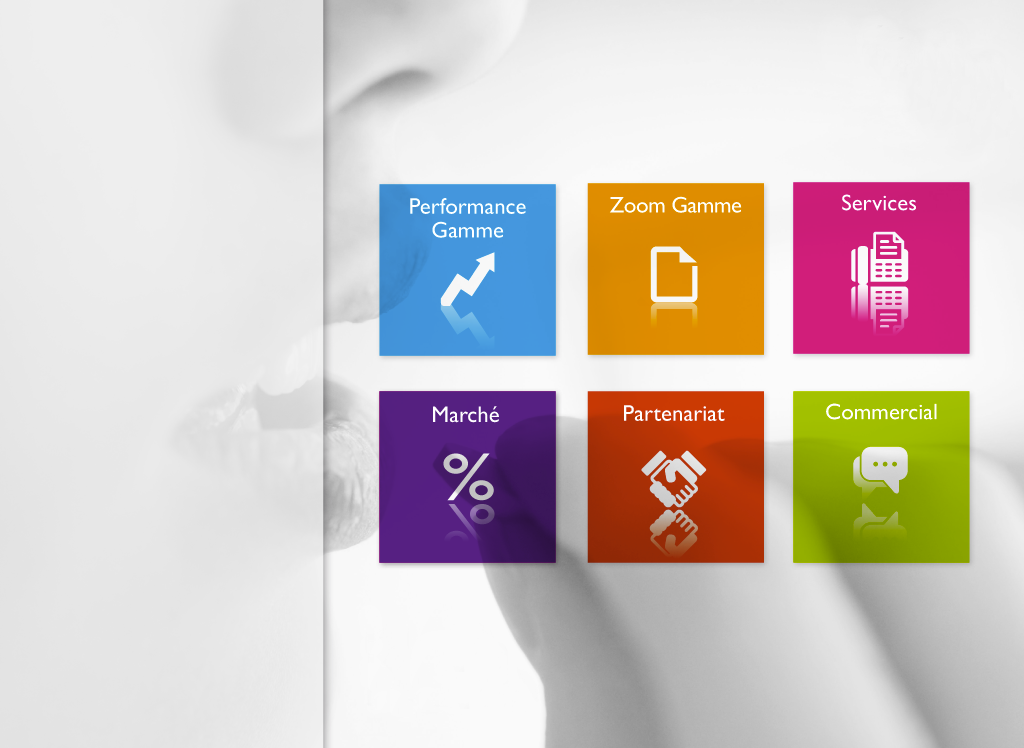 Performance
Gamme
Zoom Gamme
Services
Marché
Partenariat
Commercial